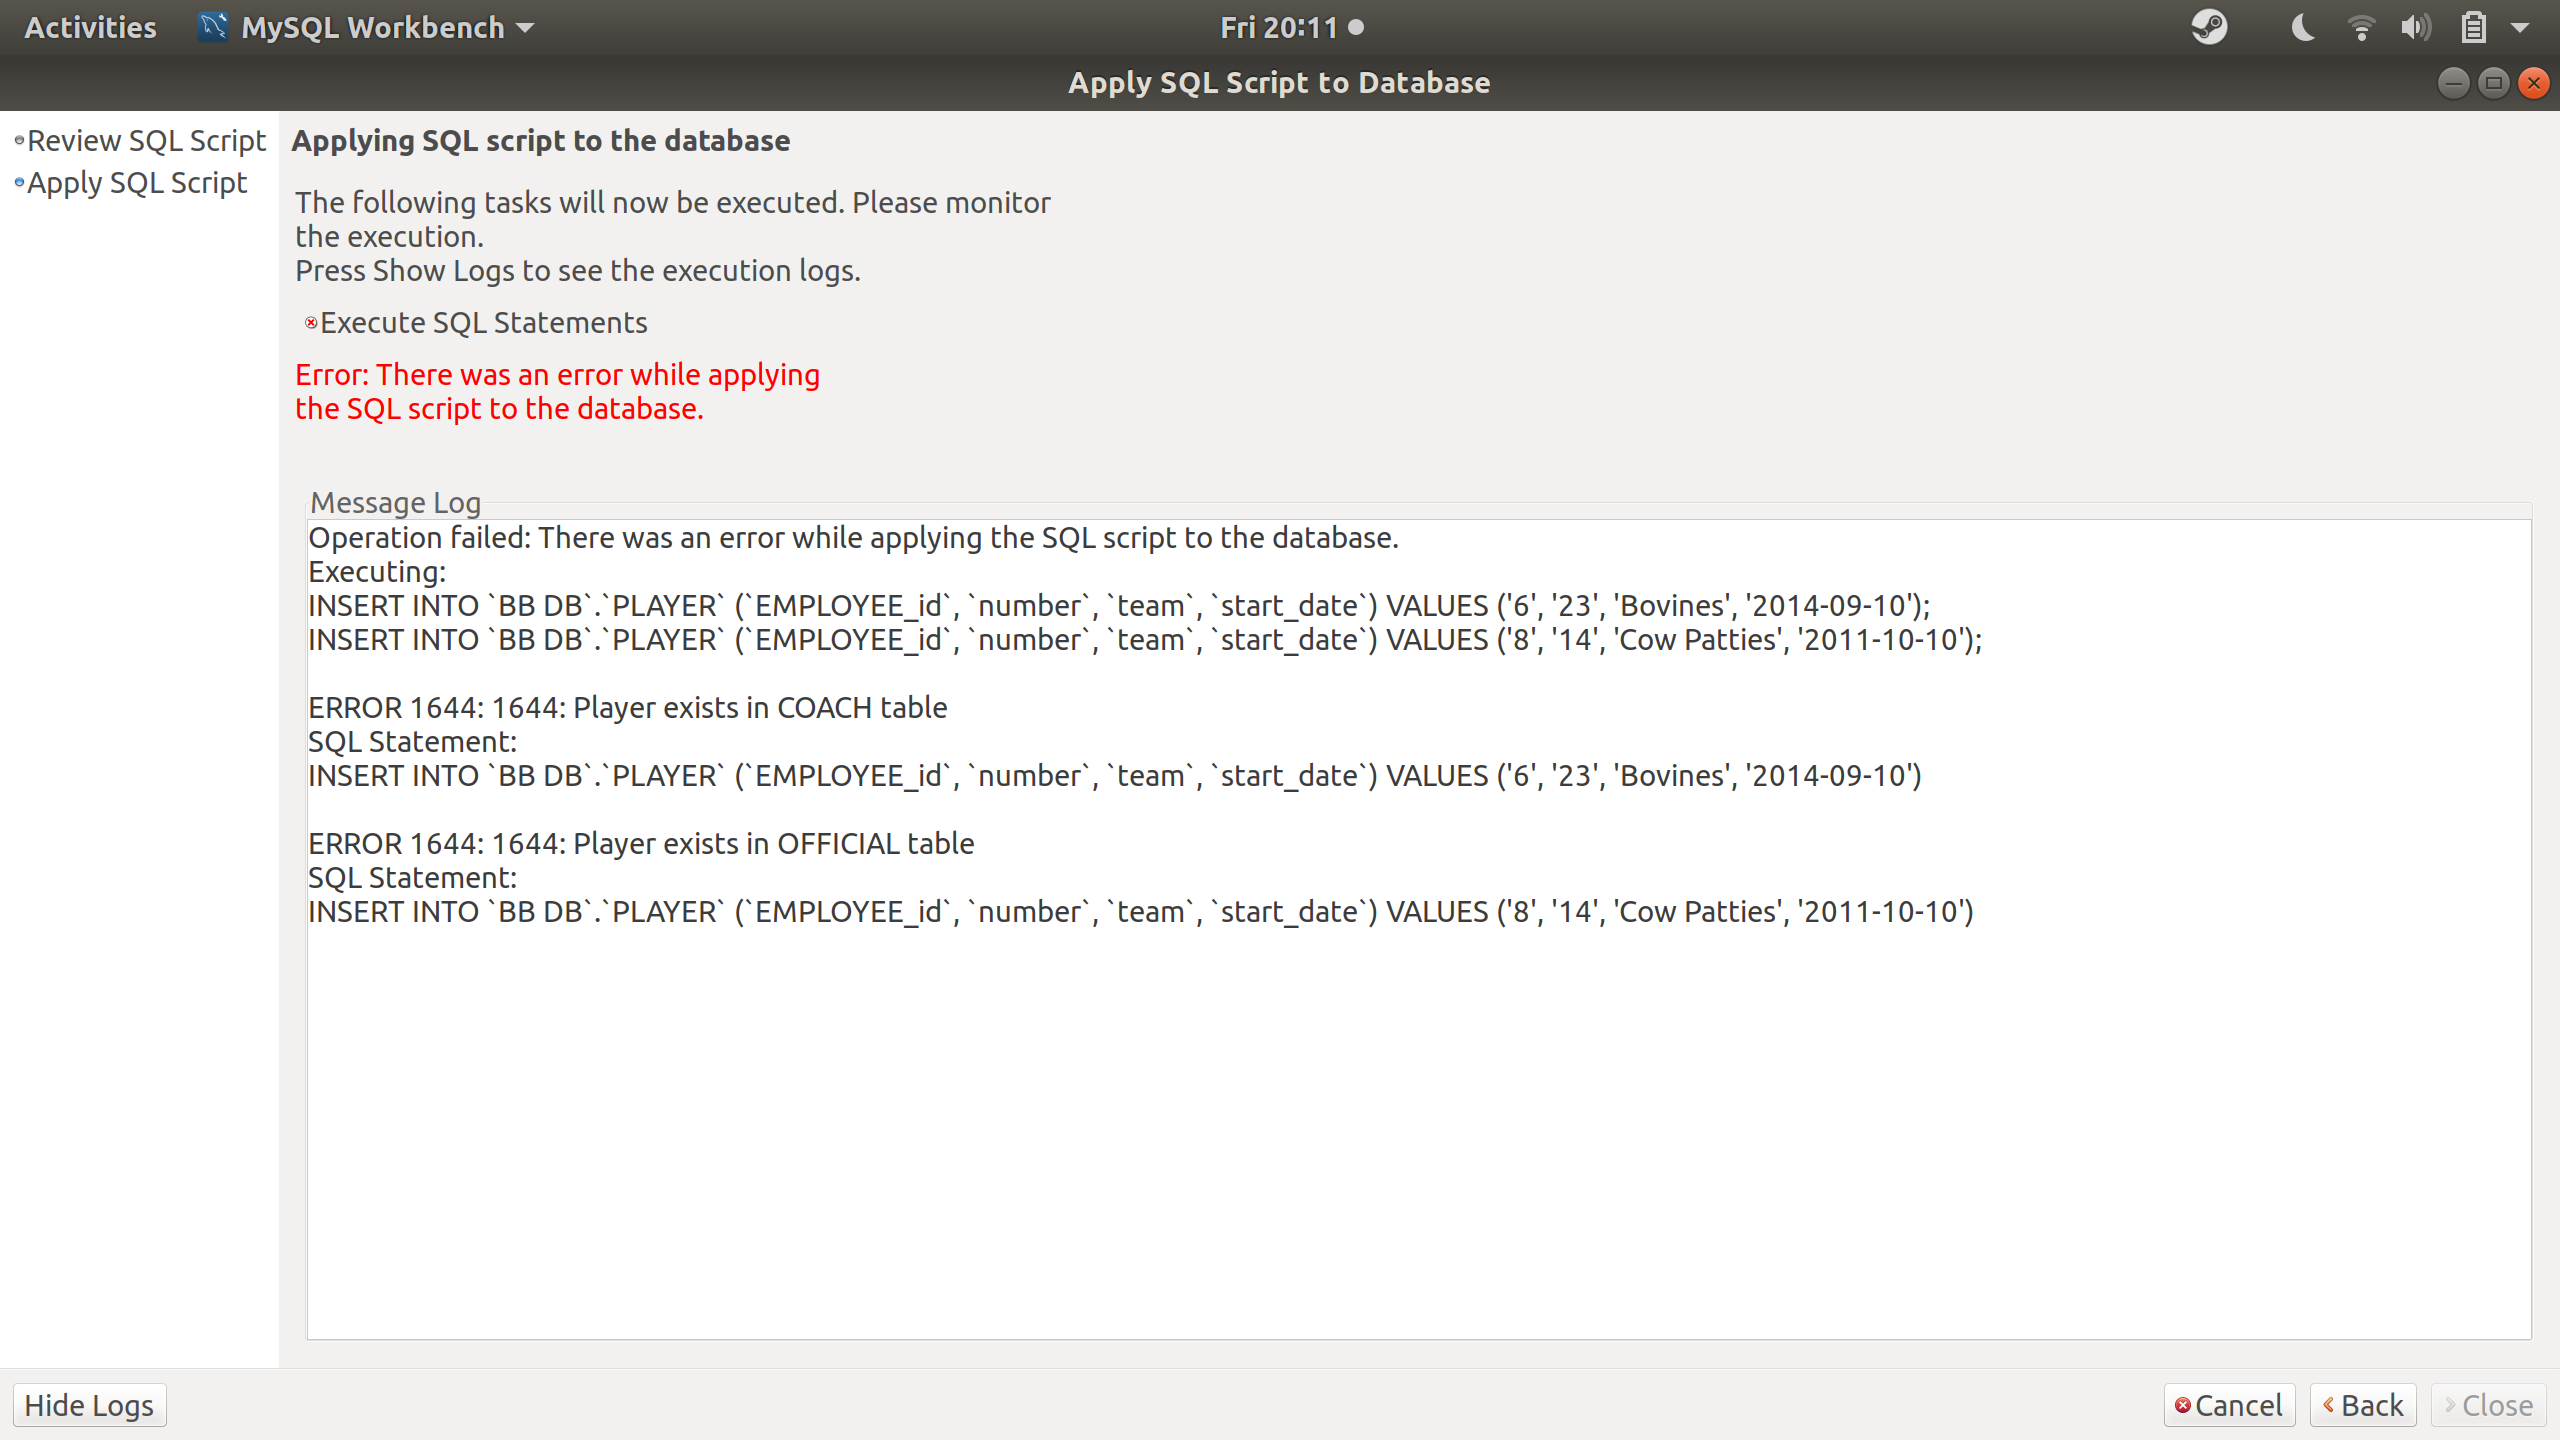 Activities MySQL Workbench Fri 20:11
Apply SQL Script to Database
Review SQL Script
Apply SQL Script
Applying SQL script to the database
The following tasks will now be executed. Please monitor
the execution.
Press Show Logs to see the execution logs.
Execute SQL Statements
Error: There was an error while applying
the SQL script to the database.
Message Log
Operation failed: There was an error while applying the SQL script to the database.
Executing:
INSERT INTO `BB DB`.`PLAYER` (`EMPLOYEE_id`, `number`, `team`, `start_date`) VALUES ('6', '23', 'Bovines', '2014-09-10');
INSERT INTO `BB DB`.`PLAYER` (`EMPLOYEE_id`, `number`, `team`, `start_date`) VALUES ('8', '14', 'Cow Patties', '2011-10-10');
ERROR 1644: 1644: Player exists in COACH table
SQL Statement:
INSERT INTO `BB DB`.`PLAYER` (`EMPLOYEE_id`, `number`, `team`, `start_date`) VALUES ('6', '23', 'Bovines', '2014-09-10')
ERROR 1644: 1644: Player exists in OFFICIAL table
SQL Statement:
INSERT INTO `BB DB`.`PLAYER` (`EMPLOYEE_id`, `number`, `team`, `start_date`) VALUES ('8', '14', 'Cow Patties', '2011-10-10')
Hide Logs Cancel Back Close